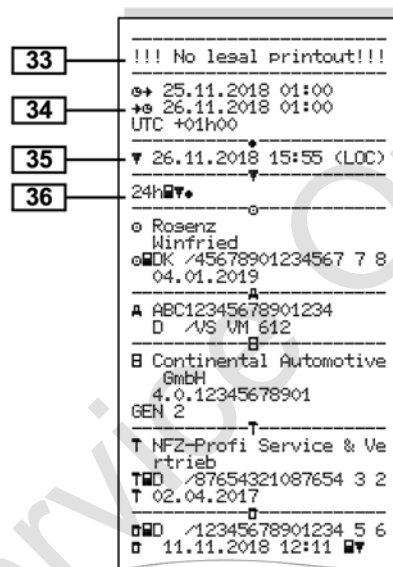 33
!!! No legal printout!!!
34
25.11.2018 01:00
26.11.2018 01:00
UTC +01h00
35
▼ 26.11.2018 15:55 (LOC)
36
24h▼
Rogenz
Winfried
DK /45678901234567 7 8
04.01.2019
A
A ABC12345678901234
D /VS VM 612
B
B Continental Automotive
GmbH
4.0.12345678901
GEN 2
T
T NFZ-Profi Service & Ve
rtrieb
TD /87654321087654 3 2
T 02.04.2017
D /12345678901234 5 6
11.11.2018 12:11 ▼